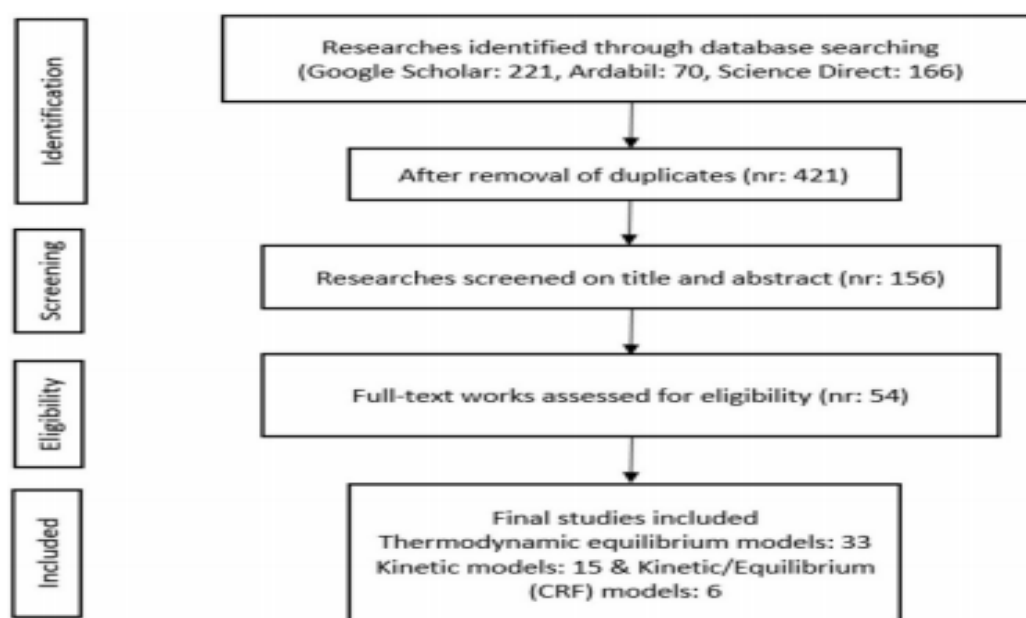 Identification
Researches identified through database searching
(Google Scholar: 221, Ardabil: 70, Science Direct: 166)
After removal of duplicates (nr: 421)
Screening
Researches screened on title and abstract (nr: 156)
Eligibility
Full-text works assessed for eligibility (nr: 54)
Included
Final studies included
Thermodynamic equilibrium models: 33
Kinetic models: 15 & Kinetic/Equilibrium
(CRF) models: 6